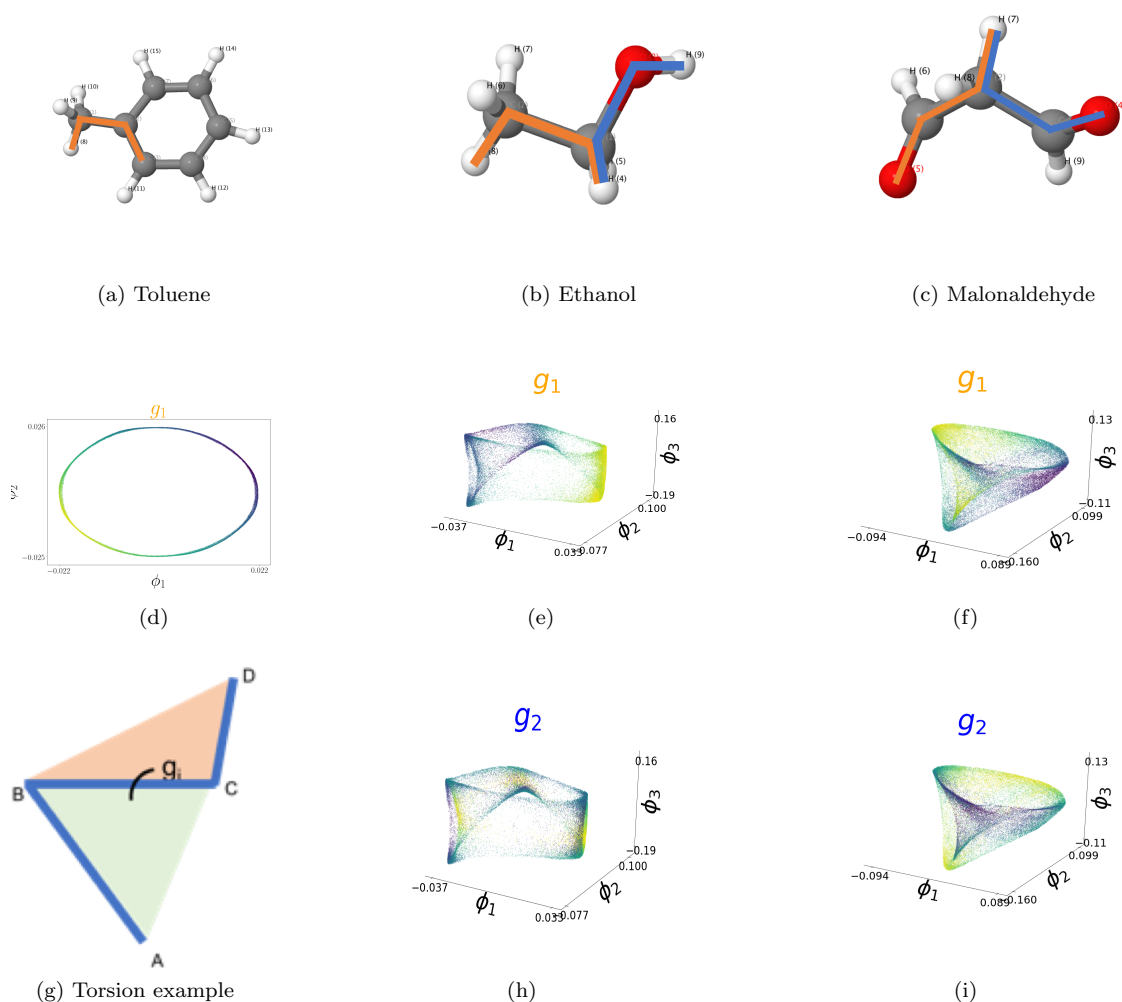 H (15)
H (14)
H (10)
H (9)
H (13)
(8)
H (11)
H (12)
H (7)
H (9)
H (6)
(8)
(5)
H (4)
H (7)
H (6)
H (8)
(4
H (9)
(5)
(a) Toluene
(b) Ethanol
(c) Malonaldehyde
g1
0.026
φ2
−0.025
−0.022
0.022
φ1
g1
0.16
φ3
−0.19
0.100
φ2
−0.037
φ1
0.033
−0.077
g1
0.13
φ3
−0.11
0.099
φ2
−0.094
φ1
0.089
−0.160
(d)
(e)
(f)
D
gi
B
C
A
g2
0.16
φ3
−0.19
0.100
φ2
−0.037
φ1
0.033
−0.077
g2
0.13
φ3
−0.11
0.099
φ2
−0.094
φ1
0.089
−0.160
(g) Torsion example
(h)
(i)